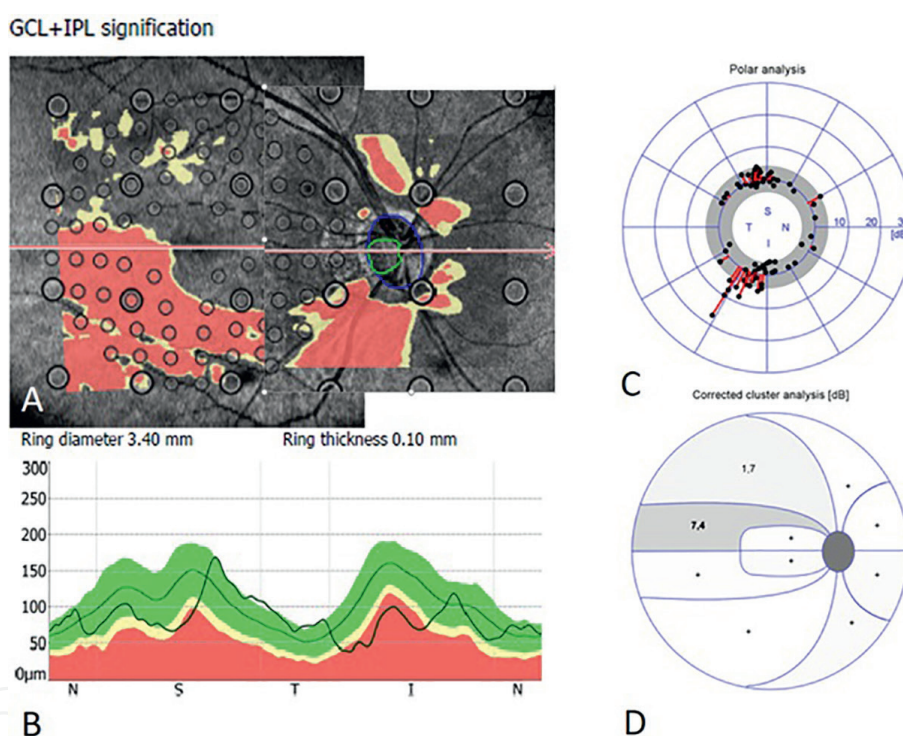 GCL+IPL signification
A
Ring diameter 3.40 mm Ring thickness 0.10 mm
300
250
200
150
100
50
0µm
N S T I N
B
Polar analysis
S
T N
I
10 20 3
[dB
C
Corrected cluster analysis [dB]
1,7
7,4
D